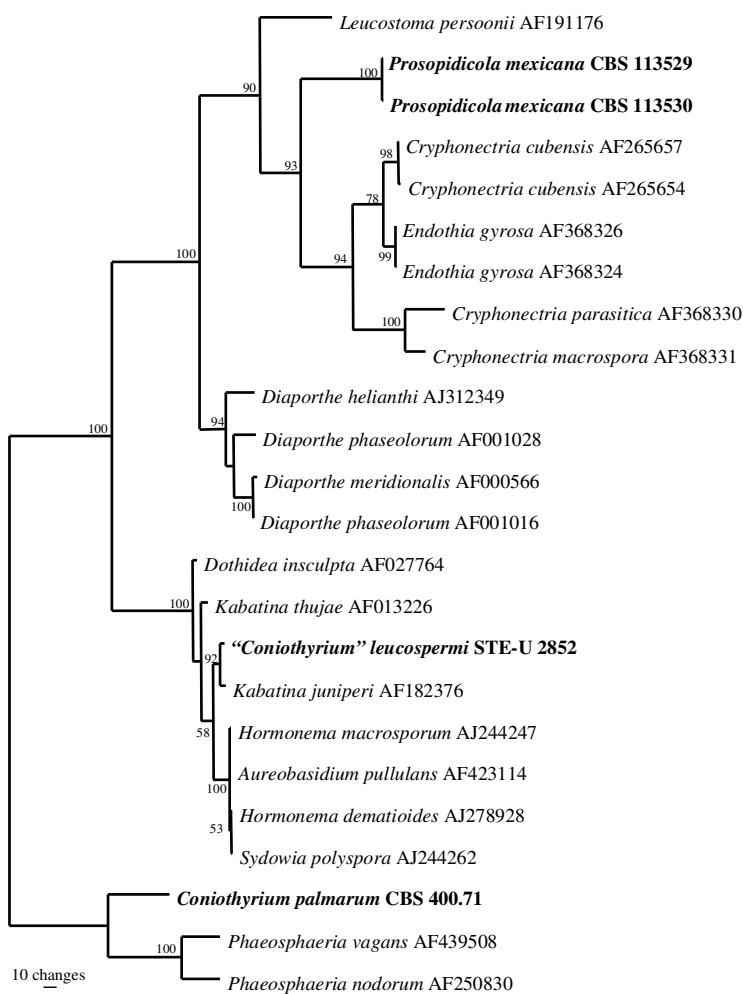 Leucostoma persoonii AF191176
Prosopidicola mexicana CBS 113529
100
90
Prosopidicola mexicana CBS 113530
Cryphonectria cubensis AF265657
98
93
Cryphonectria cubensis AF265654
78
Endothia gyrosa AF368326
99
94
100
Endothia gyrosa AF368324
Cryphonectria parasitica AF368330
100
Cryphonectria macrospora AF368331
Diaporthe helianthi AJ312349
94
100
Diaporthe phaseolorum AF001028
Diaporthe meridionalis AF000566
100
Diaporthe phaseolorum AF001016
Dothidea insculpta AF027764
100
Kabatina thujae AF013226
“Coniothyrium” leucospermi STE-U 2852
92
Kabatina juniperi AF182376
58
Hormonema macrosporum AJ244247
Aureobasidium pullulans AF423114
100
Hormonema dematioides AJ278928
53
Sydowia polyspora AJ244262
Coniothyrium palmarum CBS 400.71
Phaeosphaeria vagans AF439508
100
Phaeosphaeria nodorum AF250830
10 changes